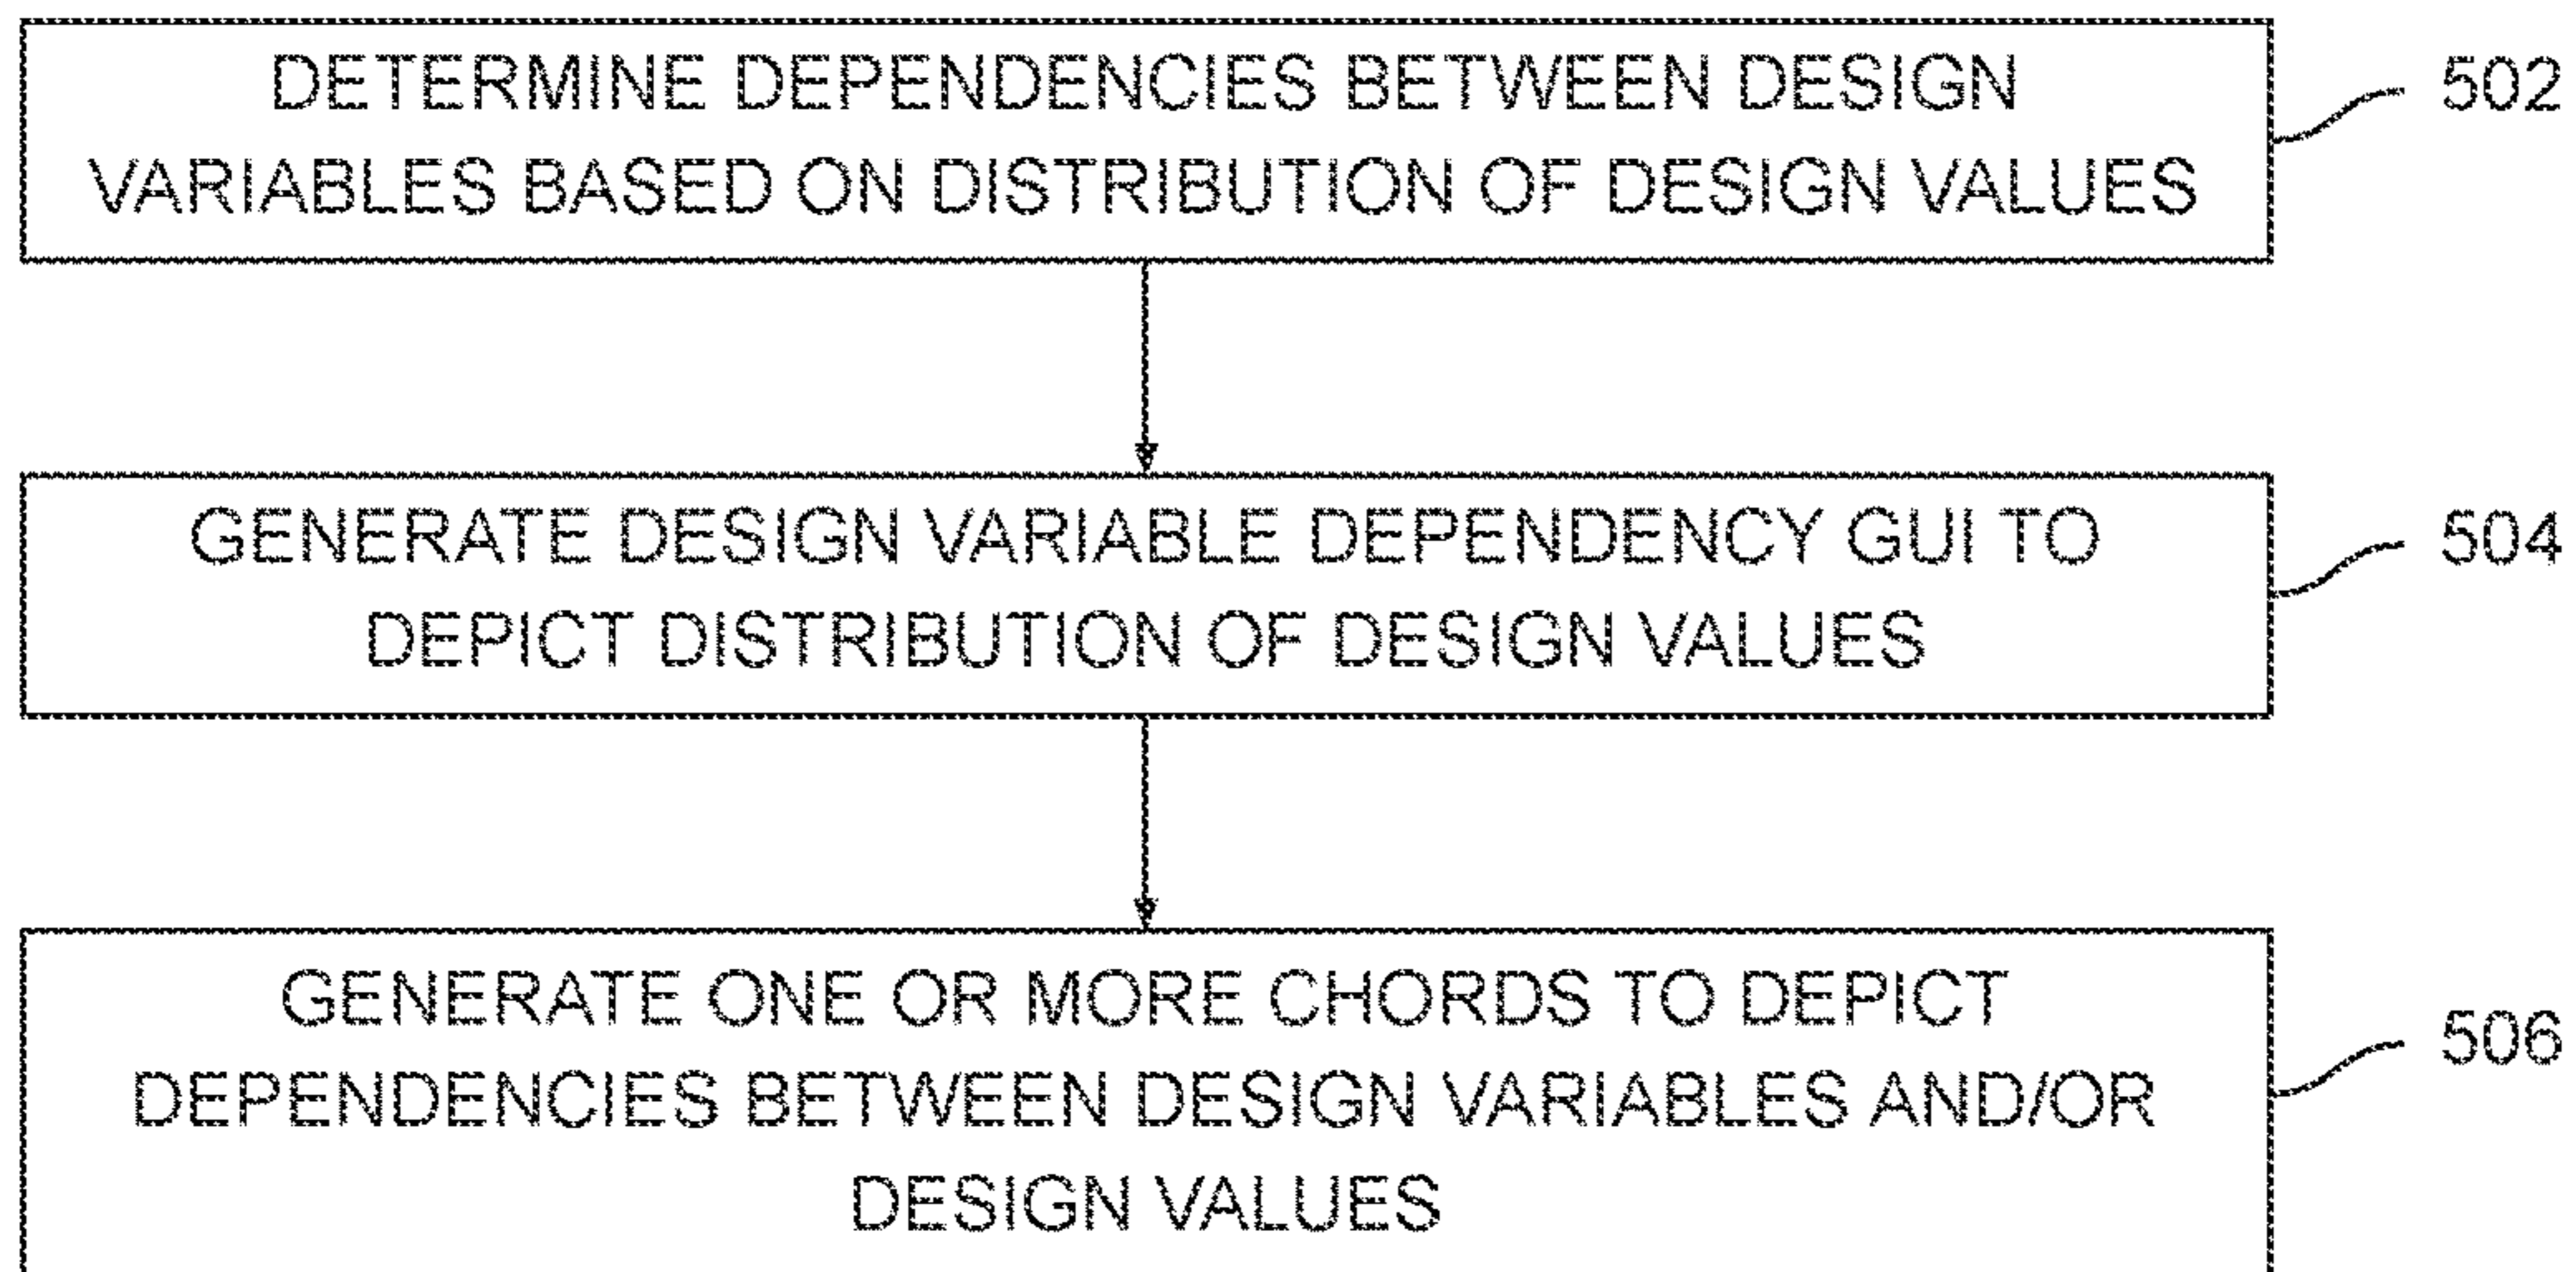 DETERMINE DEPENDENCIES BETWEEN DESIGN
VARIABLES BASED ON DISTRIBUTION OF DESIGN VALUES
502
GENERATE DESIGN VARIABLE DEPENDENCY GUI TO
DEPICT DISTRIBUTION OF DESIGN VALUES
504
GENERATE ONE OR MORE CHORDS TO DEPICT
DEPENDENCIES BETWEEN DESIGN VARIABLES AND/OR
DESIGN VALUES
506